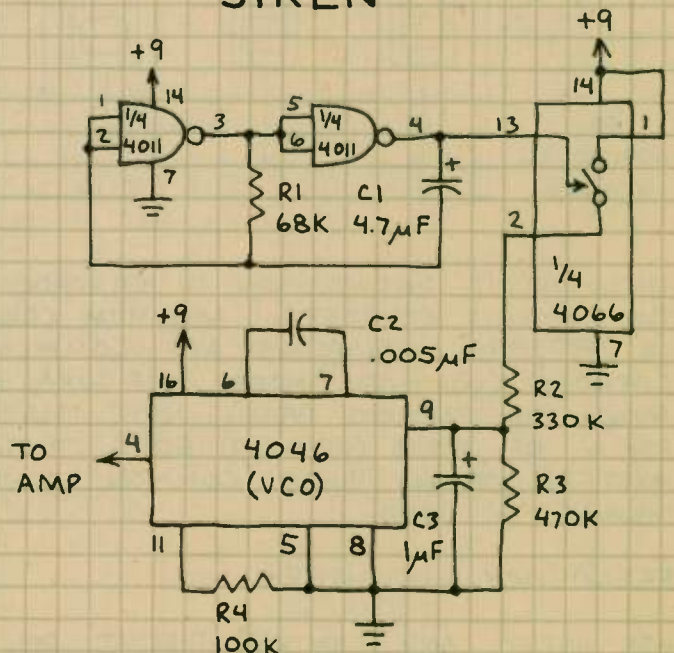 SIREN
+9
+9
14
1
2
1/4
4011
14
7
3
5
6
1/4
4011
4
13
1
R1
68K
C1
4.7µF
+
2
1/4
4066
7
+9
C2
.005µF
16
6
7
R2
330K
9
TO
AMP
4
4046
(VCO)
+
R3
470K
C3
1µF
11
5
8
R4
100K